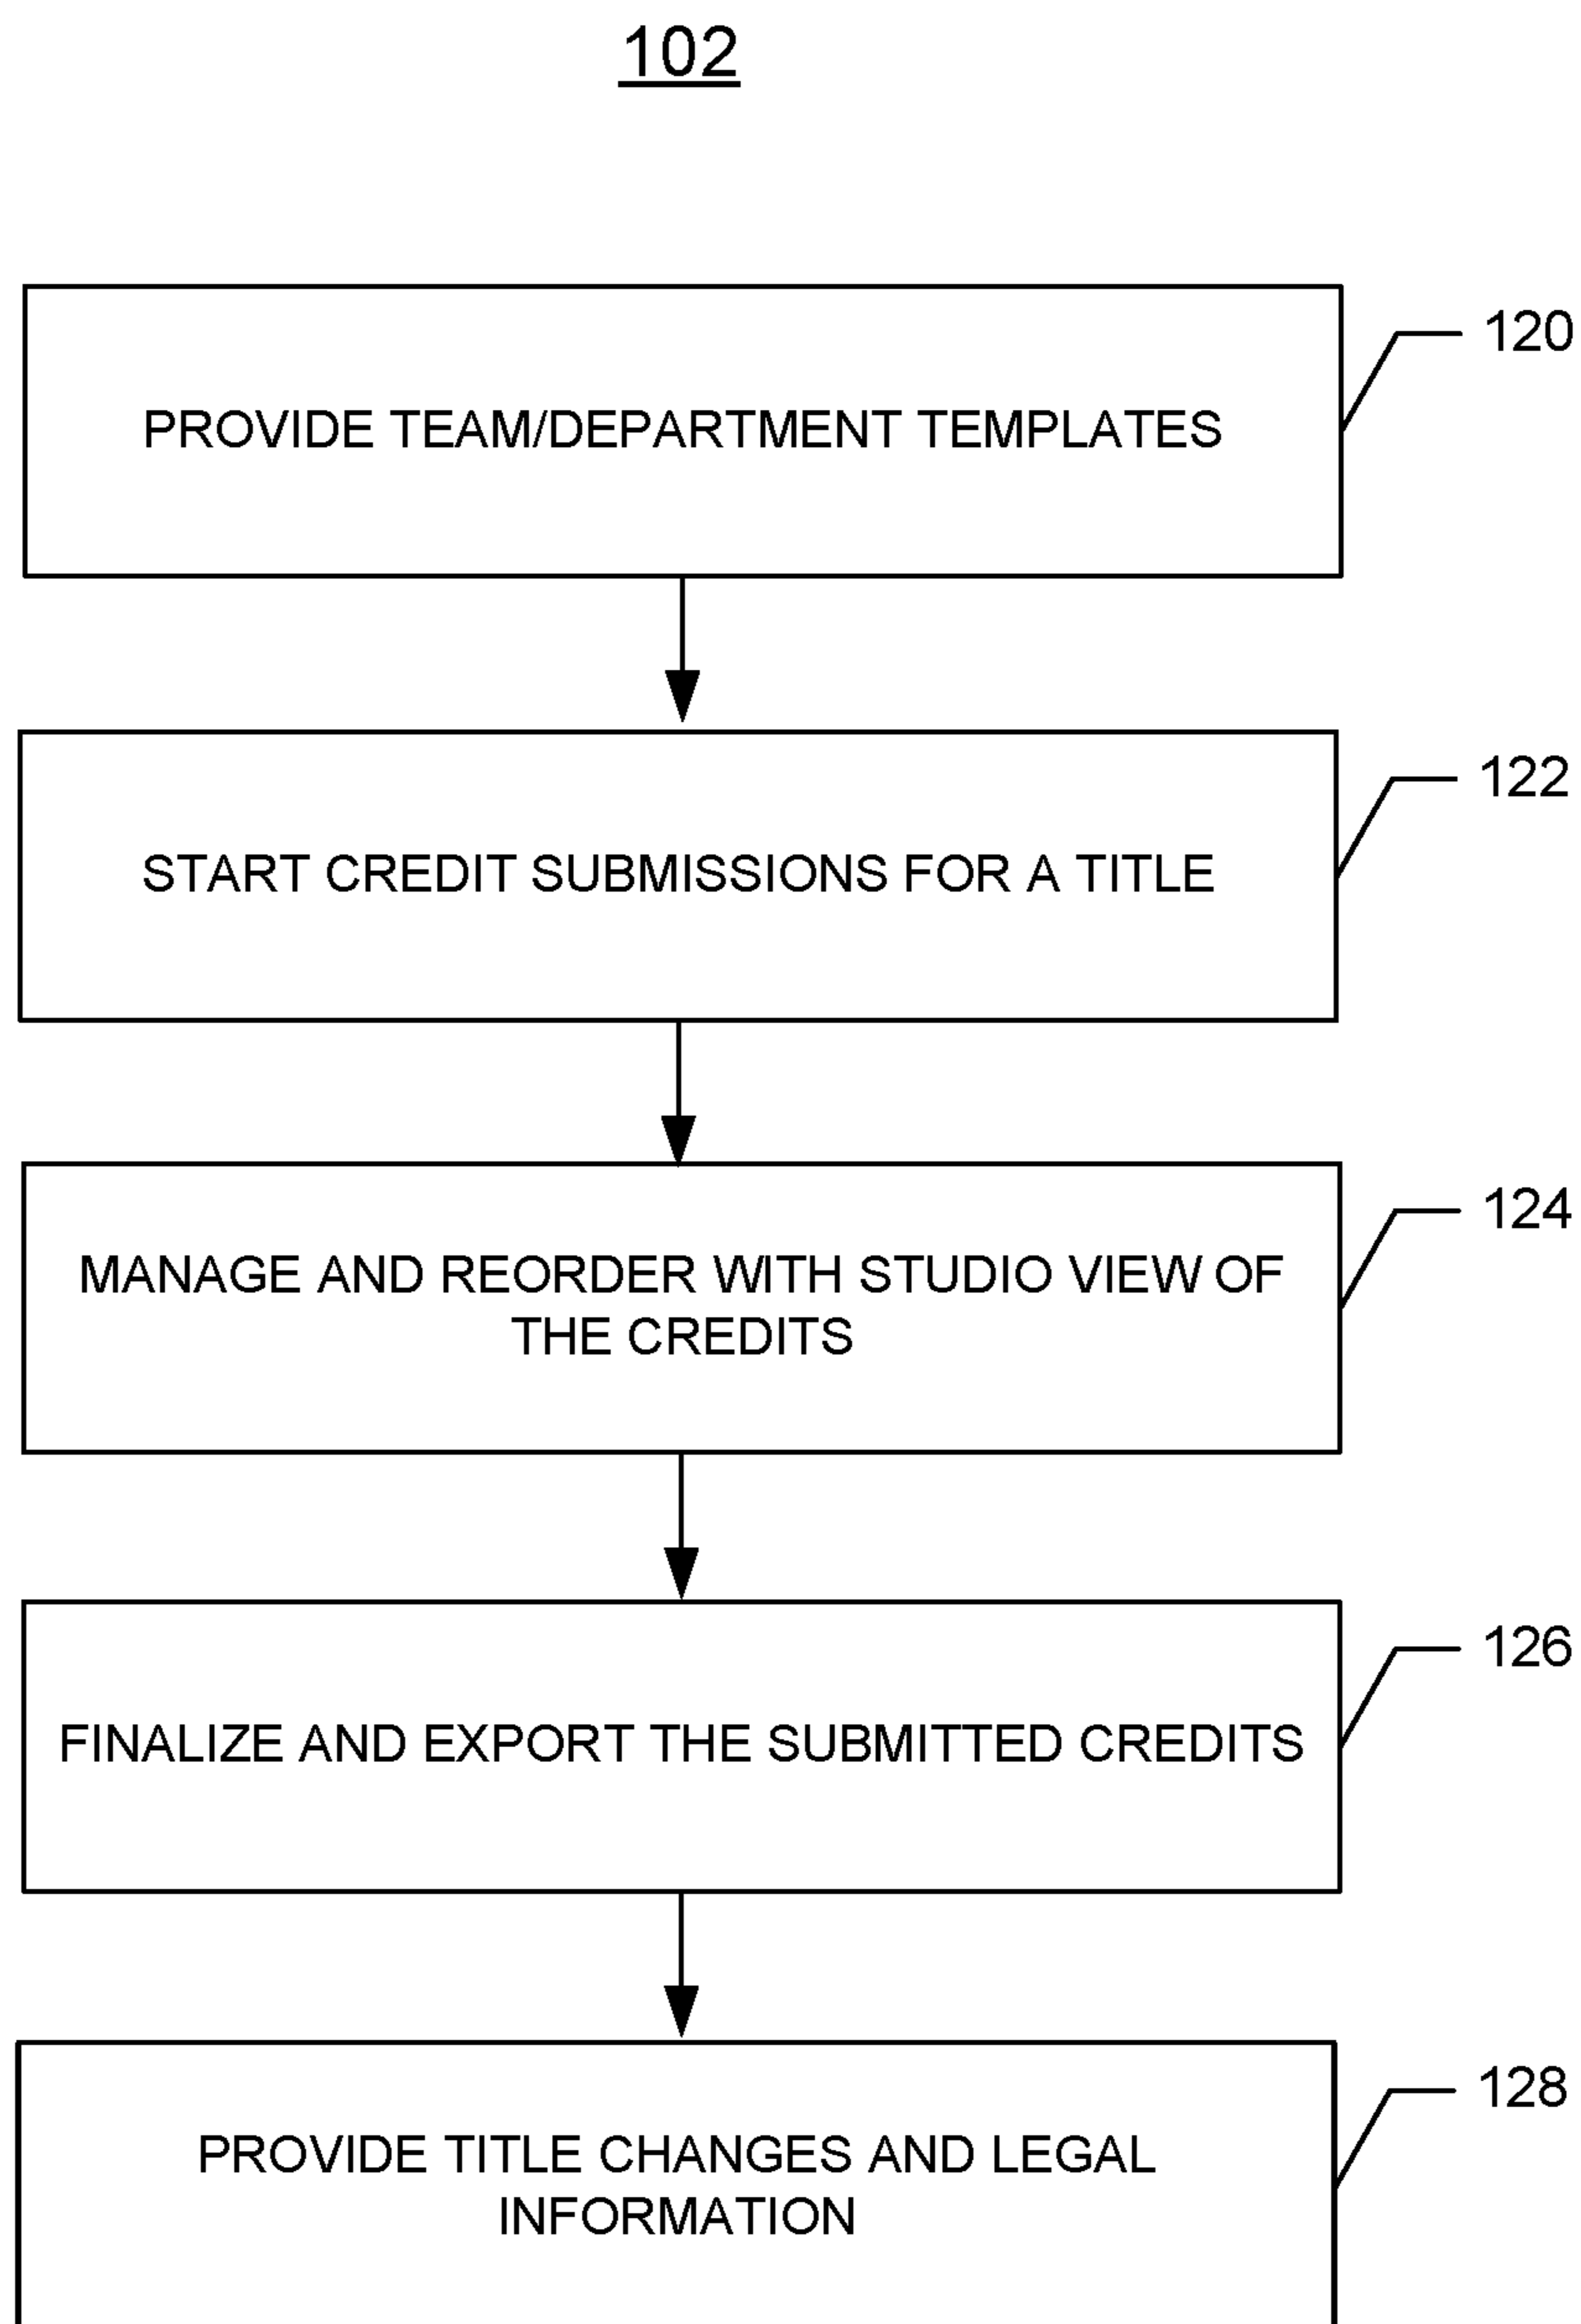 102
PROVIDE TEAM/DEPARTMENT TEMPLATES
120
START CREDIT SUBMISSIONS FOR A TITLE
122
MANAGE AND REORDER WITH STUDIO VIEW OF
THE CREDITS
124
FINALIZE AND EXPORT THE SUBMITTED CREDITS
126
PROVIDE TITLE CHANGES AND LEGAL
INFORMATION
128